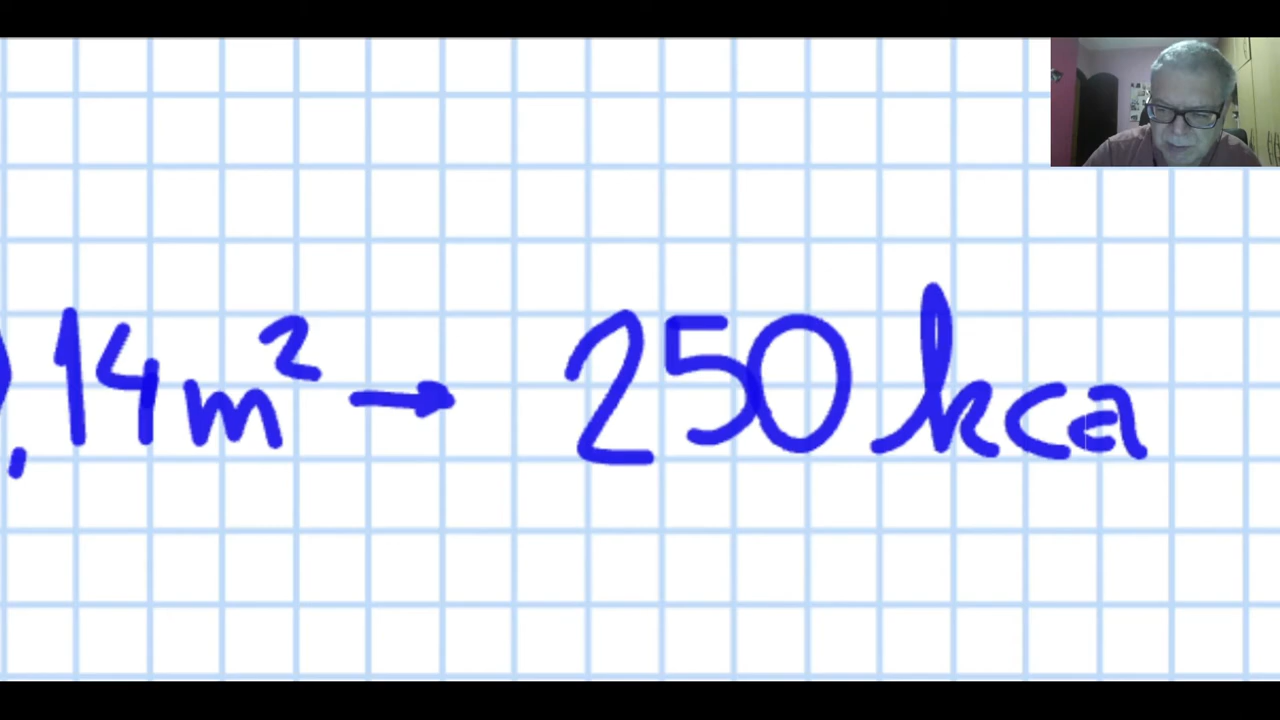 ,14m² → 250 kca